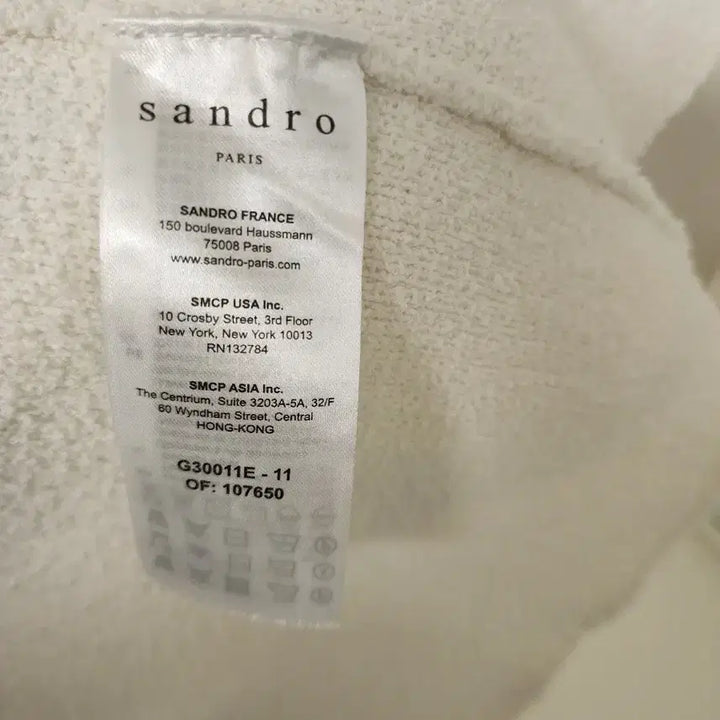 sandro
PARIS
SANDRO FRANCE
150 boulevard Haussmann
75008 Paris
www.sandro-paris.com
SMCP USA Inc.
10 Crosby Street, 3rd Floor
New York, New York 10013
RN132784
SMCP ASIA Inc.
The Centrium, Suite 3203A-5A, 32/F
60 Wyndham Street, Central
HONG-KONG
G30011E - 11
OF: 107650